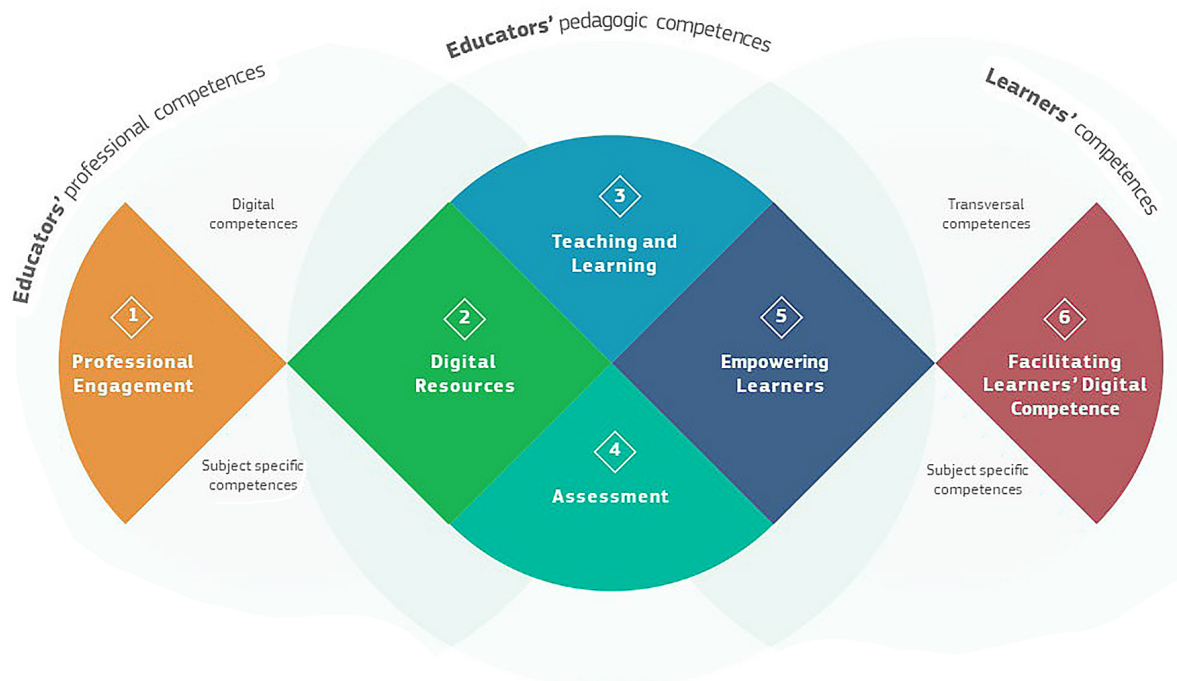 Educators' professional competences
Educators' pedagogic competences
Learners' competences
Digital
competences
Subject specific
competences
1
Professional
Engagement
2
Digital
Resources
3
Teaching and
Learning
4
Assessment
5
Empowering
Learners
Transversal
competences
Subject specific
competences
6
Facilitating
Learners' Digital
Competence